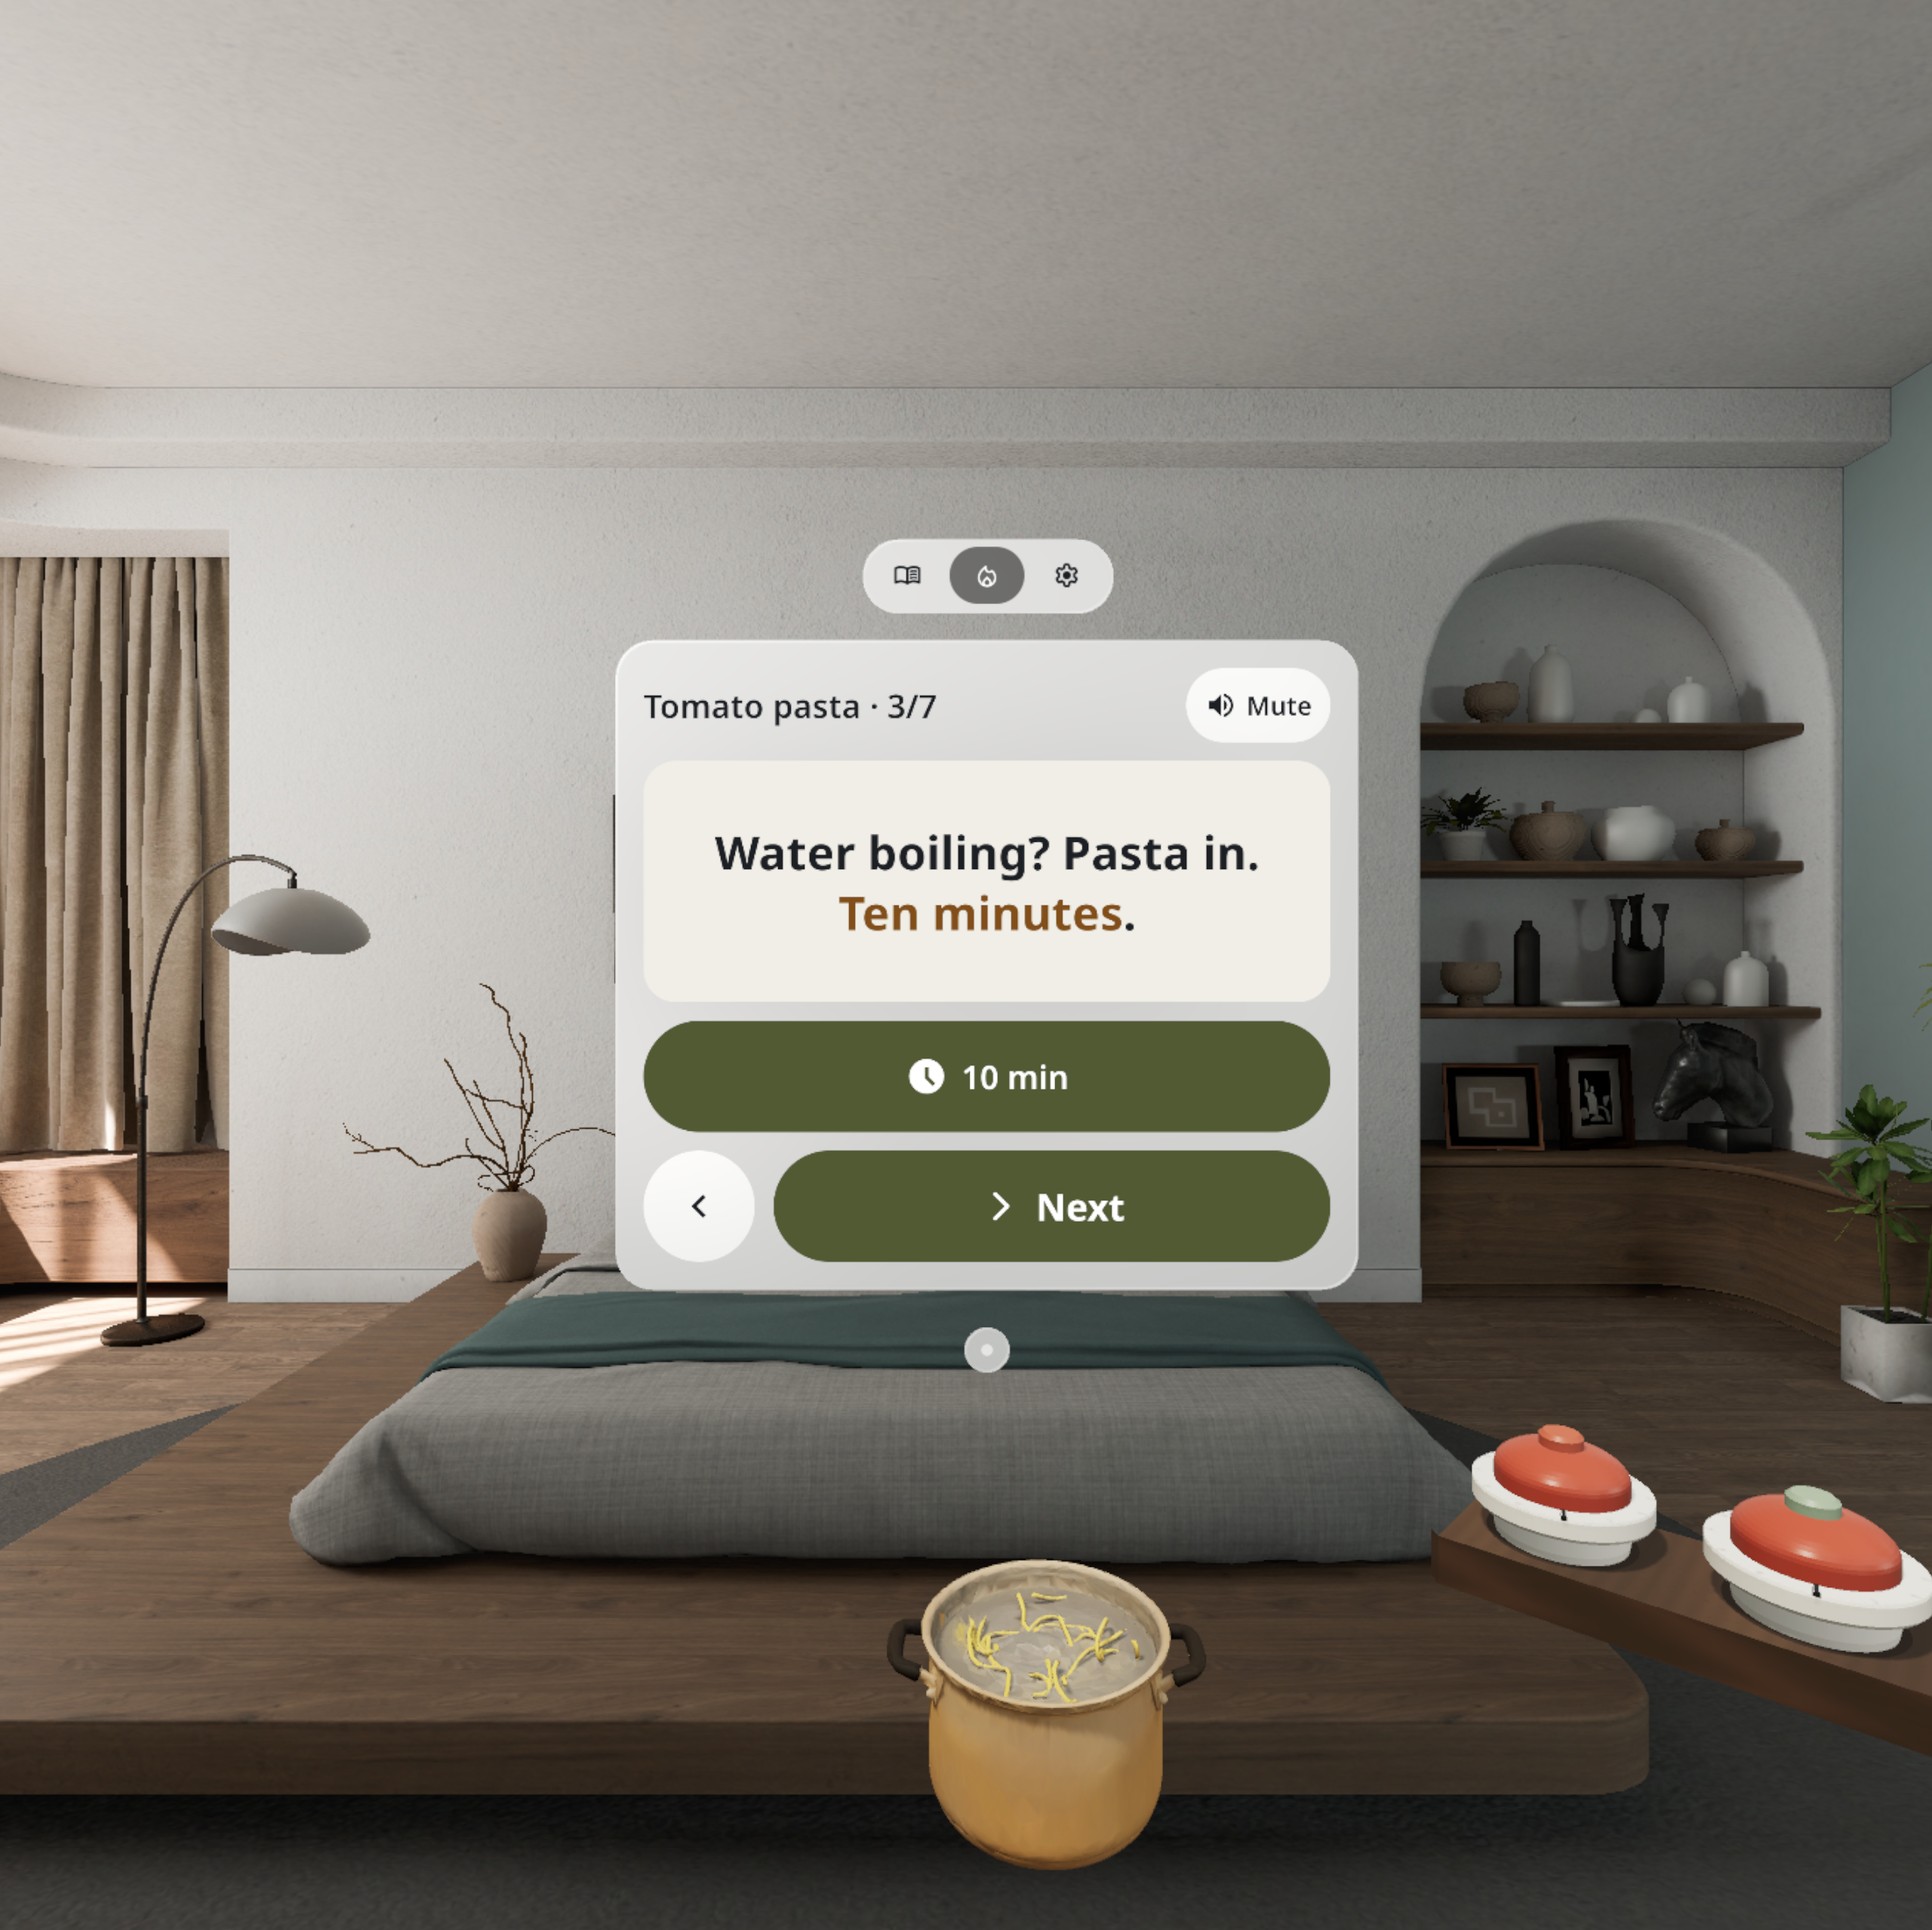 Tomato pasta · 3/7
Mute
Water boiling? Pasta in.
Ten minutes.
10 min
Next